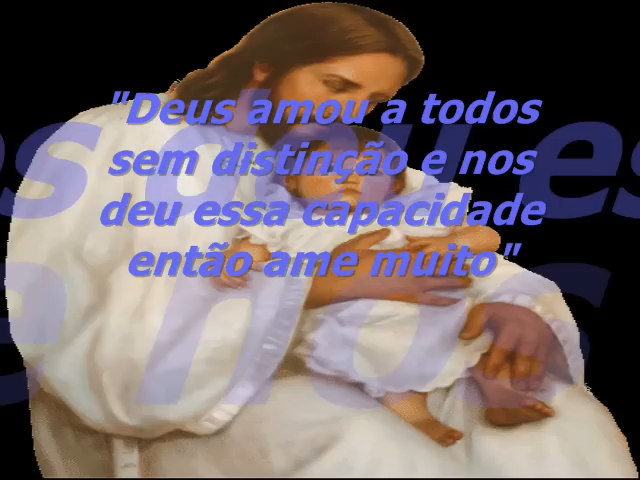 "Deus amou a todos
sem distinção e nos
deu essa capacidade
então ame muito"